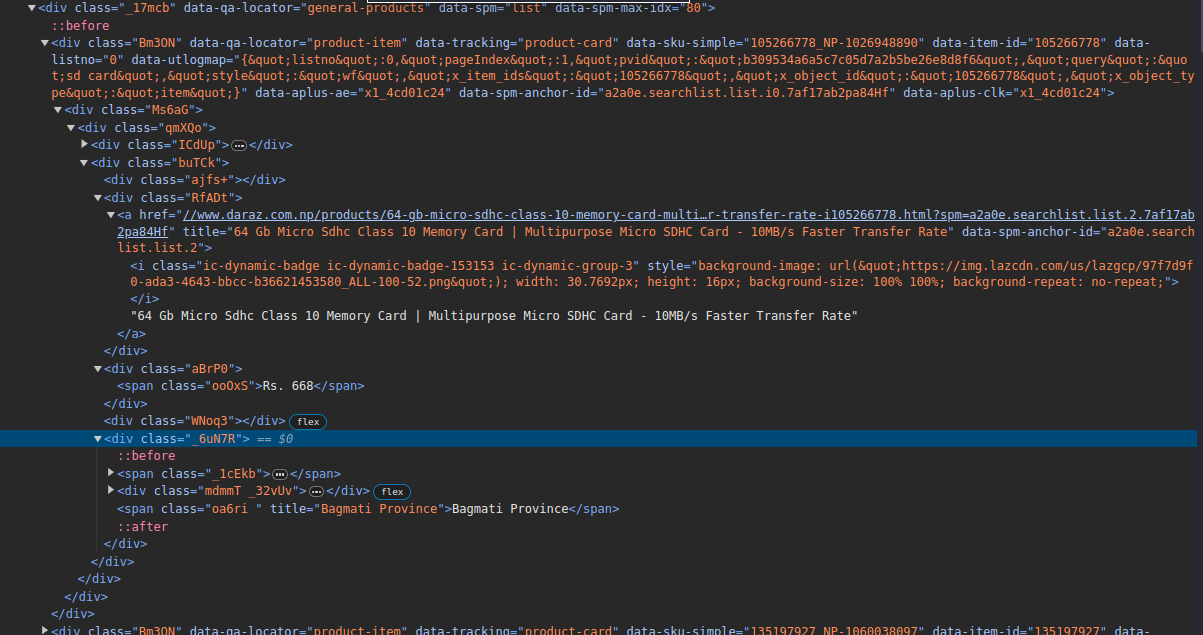 <div class="_17mcb" data-qa-locator="general-products" data-spm="list" data-spm-max-idx="80">
::before
<div class="Bm3ON" data-qa-locator="product-item" data-tracking="product-card" data-sku-simple="105266778_NP-1026948890" data-item-id="105266778" data-
listno="0" data-utlogmap="{&quot;listno&quot;:0,&quot;pageIndex&quot;:1,&quot;pvid&quot;:&quot;b309534a6a5c7c05d7a2b5be26e8d8f6&quot;,&quot;query&quot;:&quo
t;sd card&quot;,&quot;style&quot;:&quot;wf&quot;,&quot;x_item_ids&quot;:&quot;105266778&quot;,&quot;x_object_id&quot;:&quot;105266778&quot;,&quot;x_object_ty
pe&quot;:&quot;item&quot;}" data-aplus-ae="x1_4cd01c24" data-spm-anchor-id="a2a0e.searchlist.list.i0.7af17ab2pa84Hf" data-aplus-clk="x1_4cd01c24">
<div class="Ms6aG">
<div class="qmXQo">
<div class="ICdUp">…</div>
<div class="buTCk">
<div class="ajfs+"></div>
<div class="RfADt">
<a href="//www.daraz.com.np/products/64-gb-micro-sdhc-class-10-memory-card-multi…r-transfer-rate-i105266778.html?spm=a2a0e.searchlist.list.2.7af17ab
2pa84Hf" title="64 Gb Micro Sdhc Class 10 Memory Card | Multipurpose Micro SDHC Card - 10MB/s Faster Transfer Rate" data-spm-anchor-id="a2a0e.search
list.list.2">
<i class="ic-dynamic-badge ic-dynamic-badge-153153 ic-dynamic-group-3" style="background-image: url(&quot;https://img.lazcdn.com/us/lazgcp/97f7d9f
0-ada3-4643-bbcc-b36621453580_ALL-100-52.png&quot;); width: 30.7692px; height: 16px; background-size: 100% 100%; background-repeat: no-repeat;">
</i>
"64 Gb Micro Sdhc Class 10 Memory Card | Multipurpose Micro SDHC Card - 10MB/s Faster Transfer Rate"
</a>
</div>
<div class="aBrP0">
<span class="ooOxS">Rs. 668</span>
</div>
<div class="WNoq3"></div> flex
<div class="_6uN7R"> == $0
::before
<span class="_1cEkb">…</span>
<div class="mdmmT _32vUv">…</div> flex
<span class="oa6ri " title="Bagmati Province">Bagmati Province</span>
::after
</div>
</div>
</div>
</div>
</div>
<div class="Bm3ON" data-qa-locator="product-item" data-tracking="product-card" data-sku-simple="135197927_NP-1060038097" data-item-id="135197927" data-